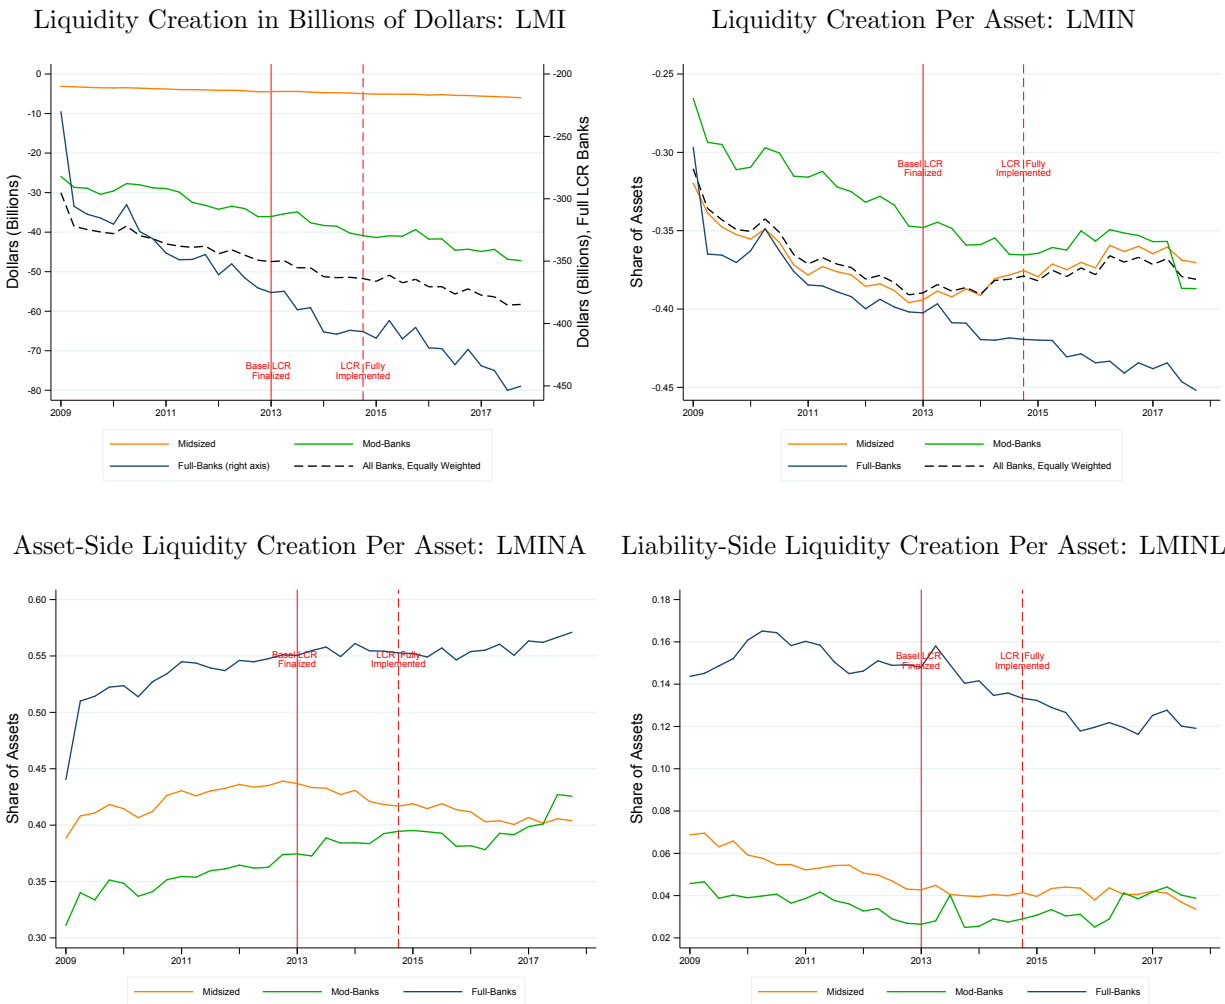 Liquidity Creation in Billions of Dollars: LMI
Dollars (Billions)
0
-10
-20
-30
-40
-50
-60
-70
-80
-200
-250
-300
-350
-400
-450
Dollars (Billions), Full LCR Banks
Basel LCR
Finalized
LCR Fully
Implemented
2009
2011
2013
2015
2017
Midsized
Mod-Banks
Full-Banks (right axis)
All Banks, Equally Weighted
Liquidity Creation Per Asset: LMIN
Share of Assets
-0.25
-0.30
-0.35
-0.40
-0.45
Basel LCR
Finalized
LCR Fully
Implemented
2009
2011
2013
2015
2017
Midsized
Mod-Banks
Full-Banks
All Banks, Equally Weighted
Asset-Side Liquidity Creation Per Asset: LMINA
Share of Assets
0.60
0.55
0.50
0.45
0.40
0.35
0.30
Basel LCR
Finalized
LCR Fully
Implemented
2009
2011
2013
2015
2017
Midsized
Mod-Banks
Full-Banks
Liability-Side Liquidity Creation Per Asset: LMINL
Share of Assets
0.18
0.16
0.14
0.12
0.10
0.08
0.06
0.04
0.02
Basel LCR
Finalized
LCR Fully
Implemented
2009
2011
2013
2015
2017
Midsized
Mod-Banks
Full-Banks